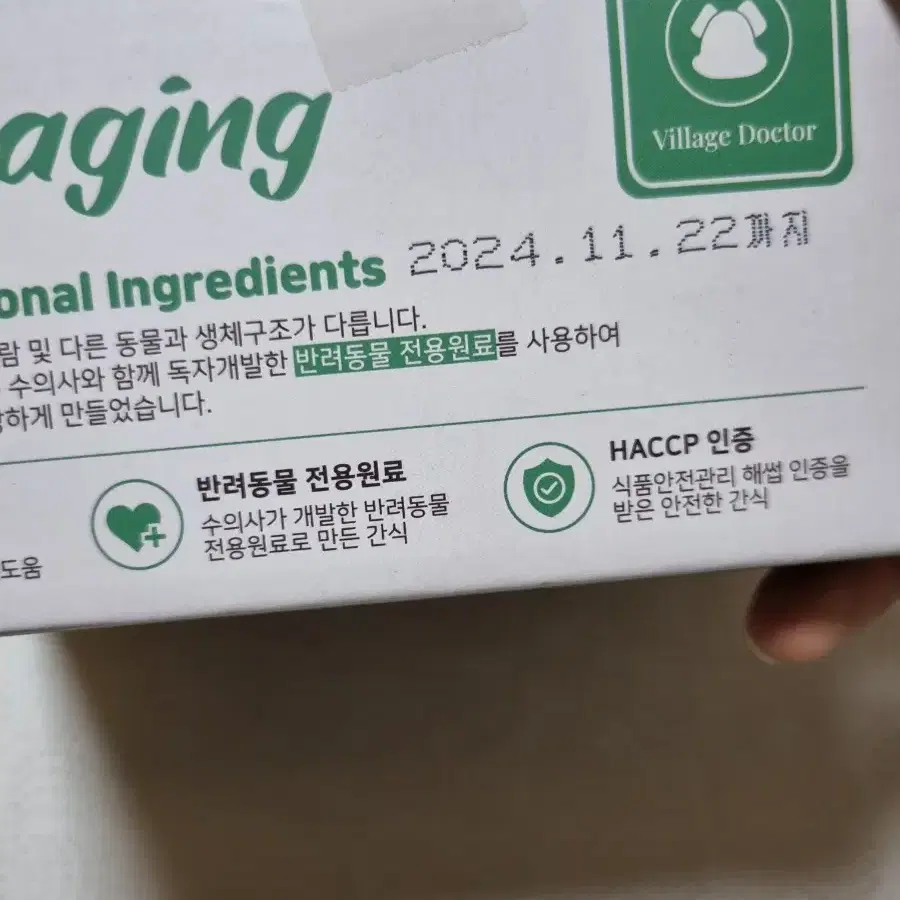 aging
Village Doctor
onal Ingredients
2024.11.22까지
람 및 다른 동물과 생체구조가 다릅니다.
수의사와 함께 독자개발한 반려동물 전용원료를 사용하여
하게 만들었습니다.
도움
반려동물 전용원료
수의사가 개발한 반려동물
전용원료로 만든 간식
HACCP 인증
식품안전관리 해썹 인증을
받은 안전한 간식